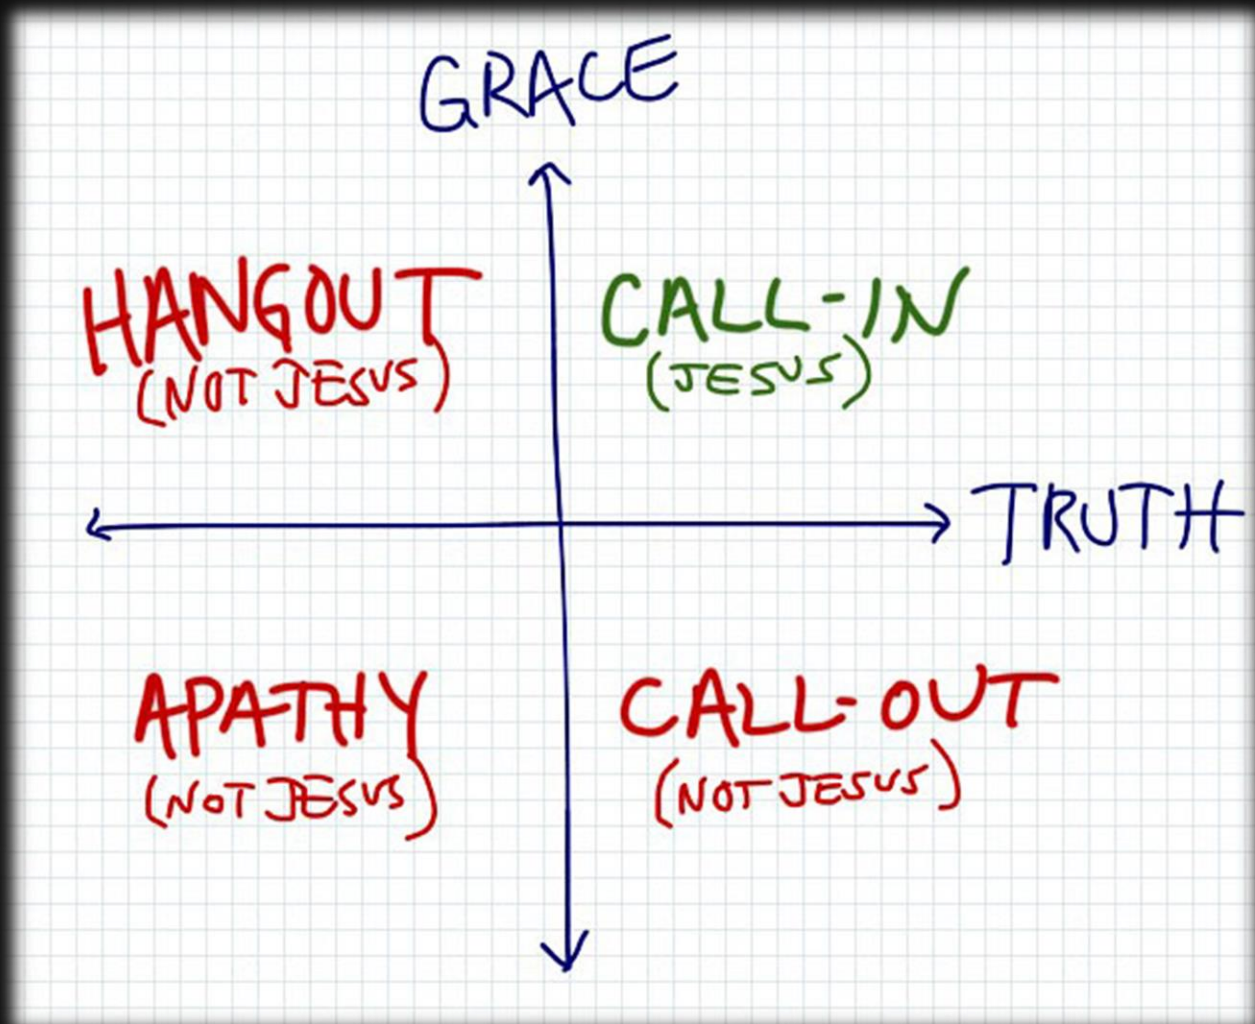 GRACE
HANGOUT
(NOT JESUS)
CALL-IN
(JESUS)
TRUTH
APATHY
(NOT JESUS)
CALL-OUT
(NOT JESUS)